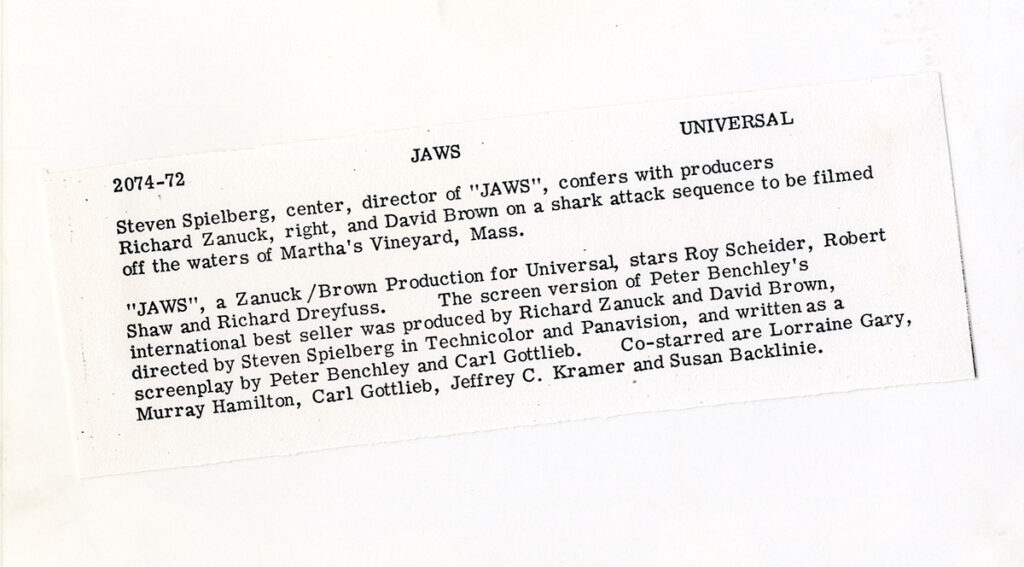 2074-72 JAWS UNIVERSAL
Steven Spielberg, center, director of "JAWS", confers with producers
Richard Zanuck, right, and David Brown on a shark attack sequence to be filmed
off the waters of Martha's Vineyard, Mass.
"JAWS", a Zanuck/Brown Production for Universal, stars Roy Scheider, Robert
Shaw and Richard Dreyfuss. The screen version of Peter Benchley's
international best seller was produced by Richard Zanuck and David Brown,
directed by Steven Spielberg in Technicolor and Panavision, and written as a
screenplay by Peter Benchley and Carl Gottlieb. Co-starred are Lorraine Gary,
Murray Hamilton, Carl Gottlieb, Jeffrey C. Kramer and Susan Backlinie.